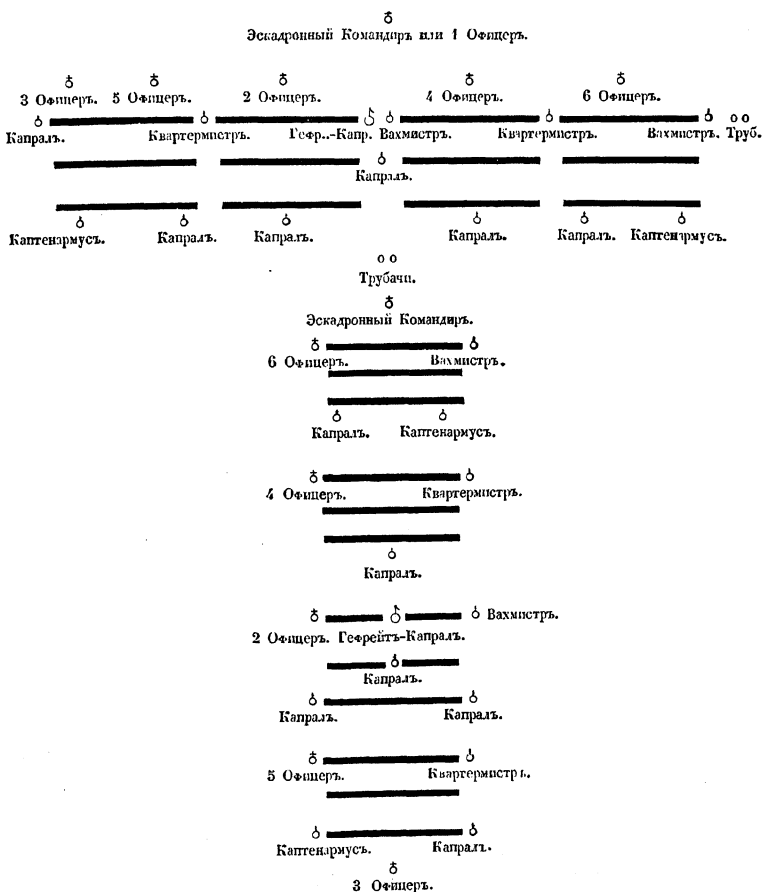 Эскадронный Командиръ или 1 Офицеръ.
3 Офицеръ. 5 Офицеръ. 2 Офицеръ. 4 Офицеръ. 6 Офицеръ.
Капралъ. Квартермистръ. Гефр..-Капр. Вахмистръ. Квартермистръ. Вахмистръ. Труб.
Капралъ.
Каптенармусъ. Капралъ. Капралъ. Капралъ. Капралъ. Каптенармусъ.
Трубачи.
Эскадронный Командиръ.
6 Офицеръ. Вахмистръ.
Капралъ. Каптенармусъ.
4 Офицеръ. Квартермистръ.
Капралъ.
Вахмистръ.
2 Офицеръ. Гефрейтъ-Капралъ.
Капралъ.
Капралъ. Капралъ.
5 Офицеръ. Квартермистръ.
Каптенармусъ. Капралъ.
3 Офицеръ.